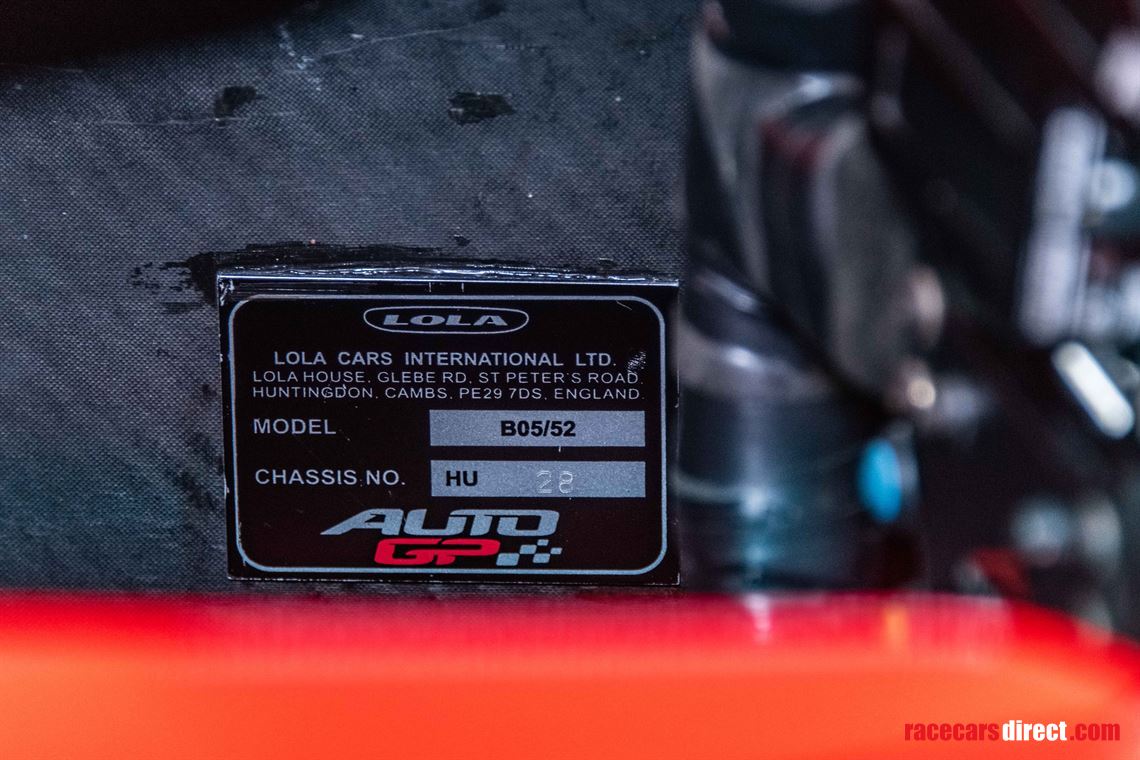 LOLA
LOLA CARS INTERNATIONAL LTD.
LOLA HOUSE, GLEBE RD, ST PETER'S ROAD,
HUNTINGDON, CAMBS, PE29 7DS, ENGLAND.
MODEL B05/52
CHASSIS NO. HU 28
AUTO
GP
racecarsdirect.com